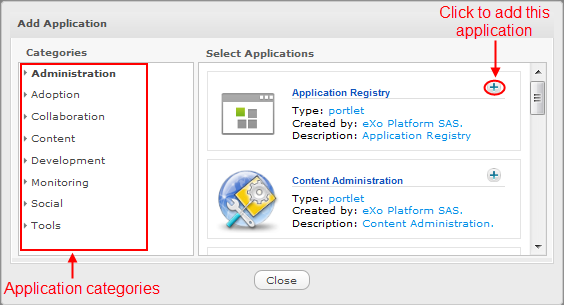 Click to add this
application
Add Application
Categories
Select Applications
Administration
Adoption
Collaboration
Content
Development
Monitoring
Social
Tools
Application Registry
Type: portlet
Created by: eXo Platform SAS.
Description: Application Registry
Content Administration
Type: portlet
Created by: eXo Platform SAS.
Description: Content Administration.
Close
Application categories